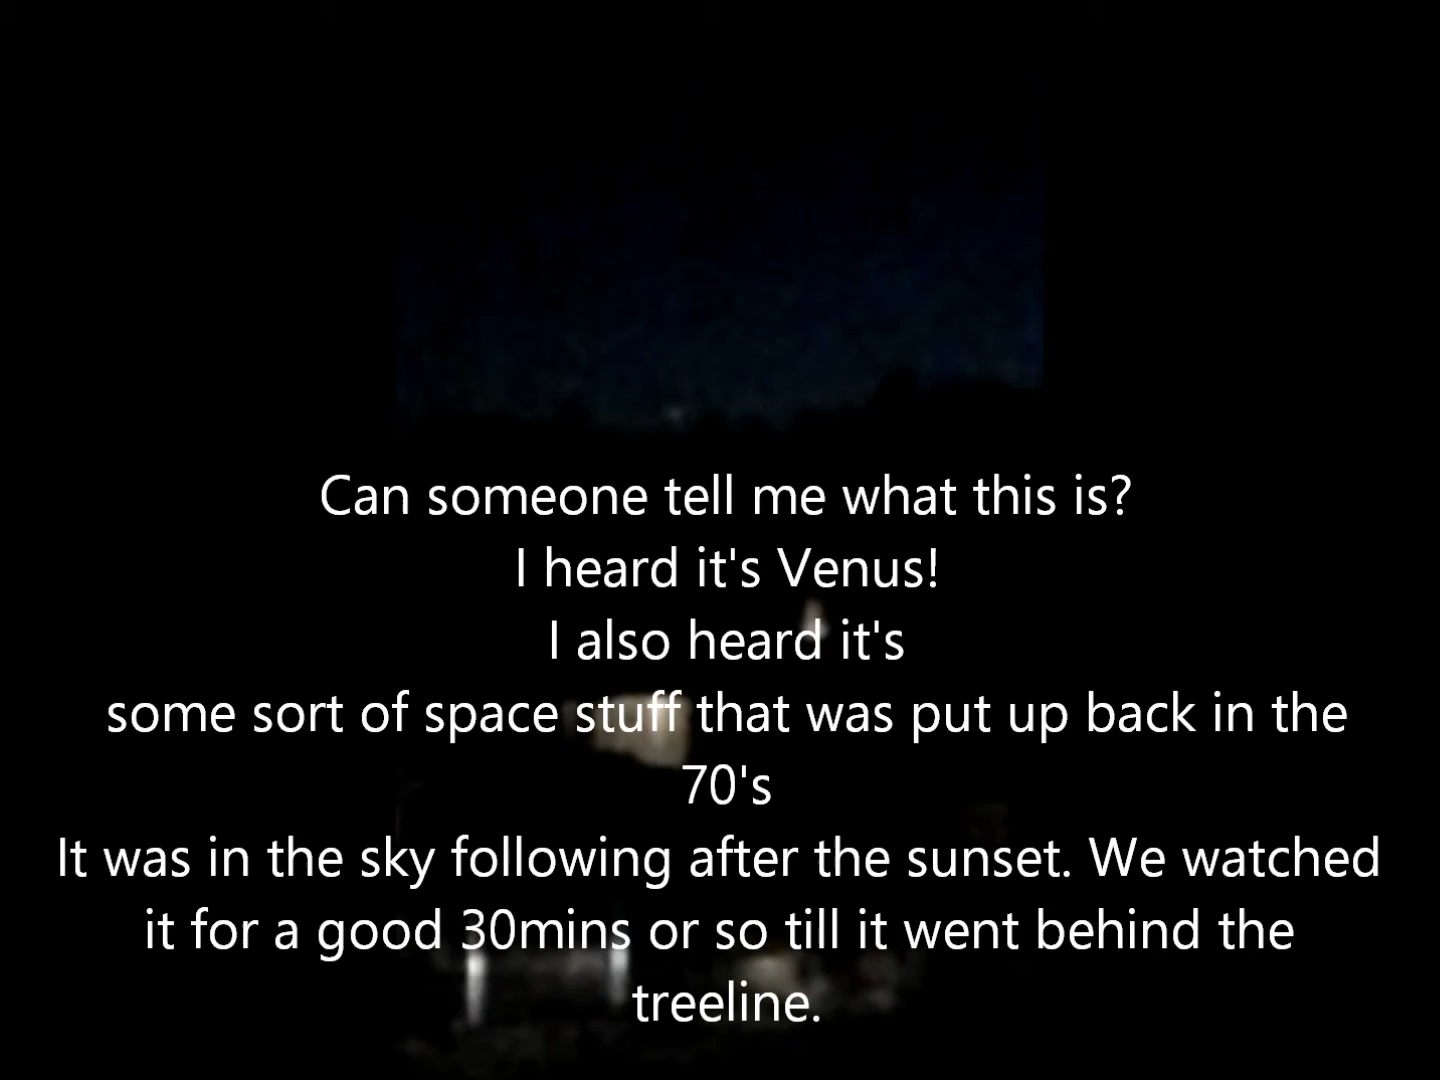 Can someone tell me what this is?
I heard it's Venus!
I also heard it's
some sort of space stuff that was put up back in the
70's
It was in the sky following after the sunset. We watched
it for a good 30mins or so till it went behind the
treeline.